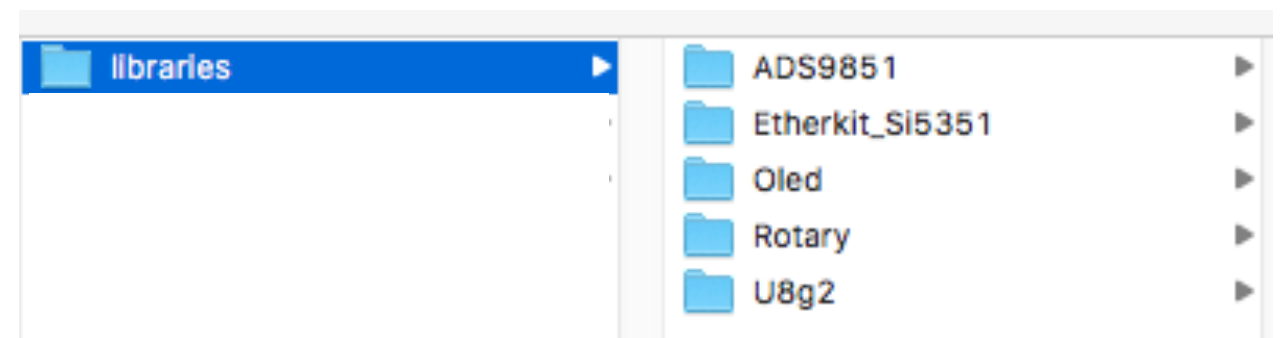 libraries
ADS9851
Etherkit_Si5351
Oled
Rotary
U8g2